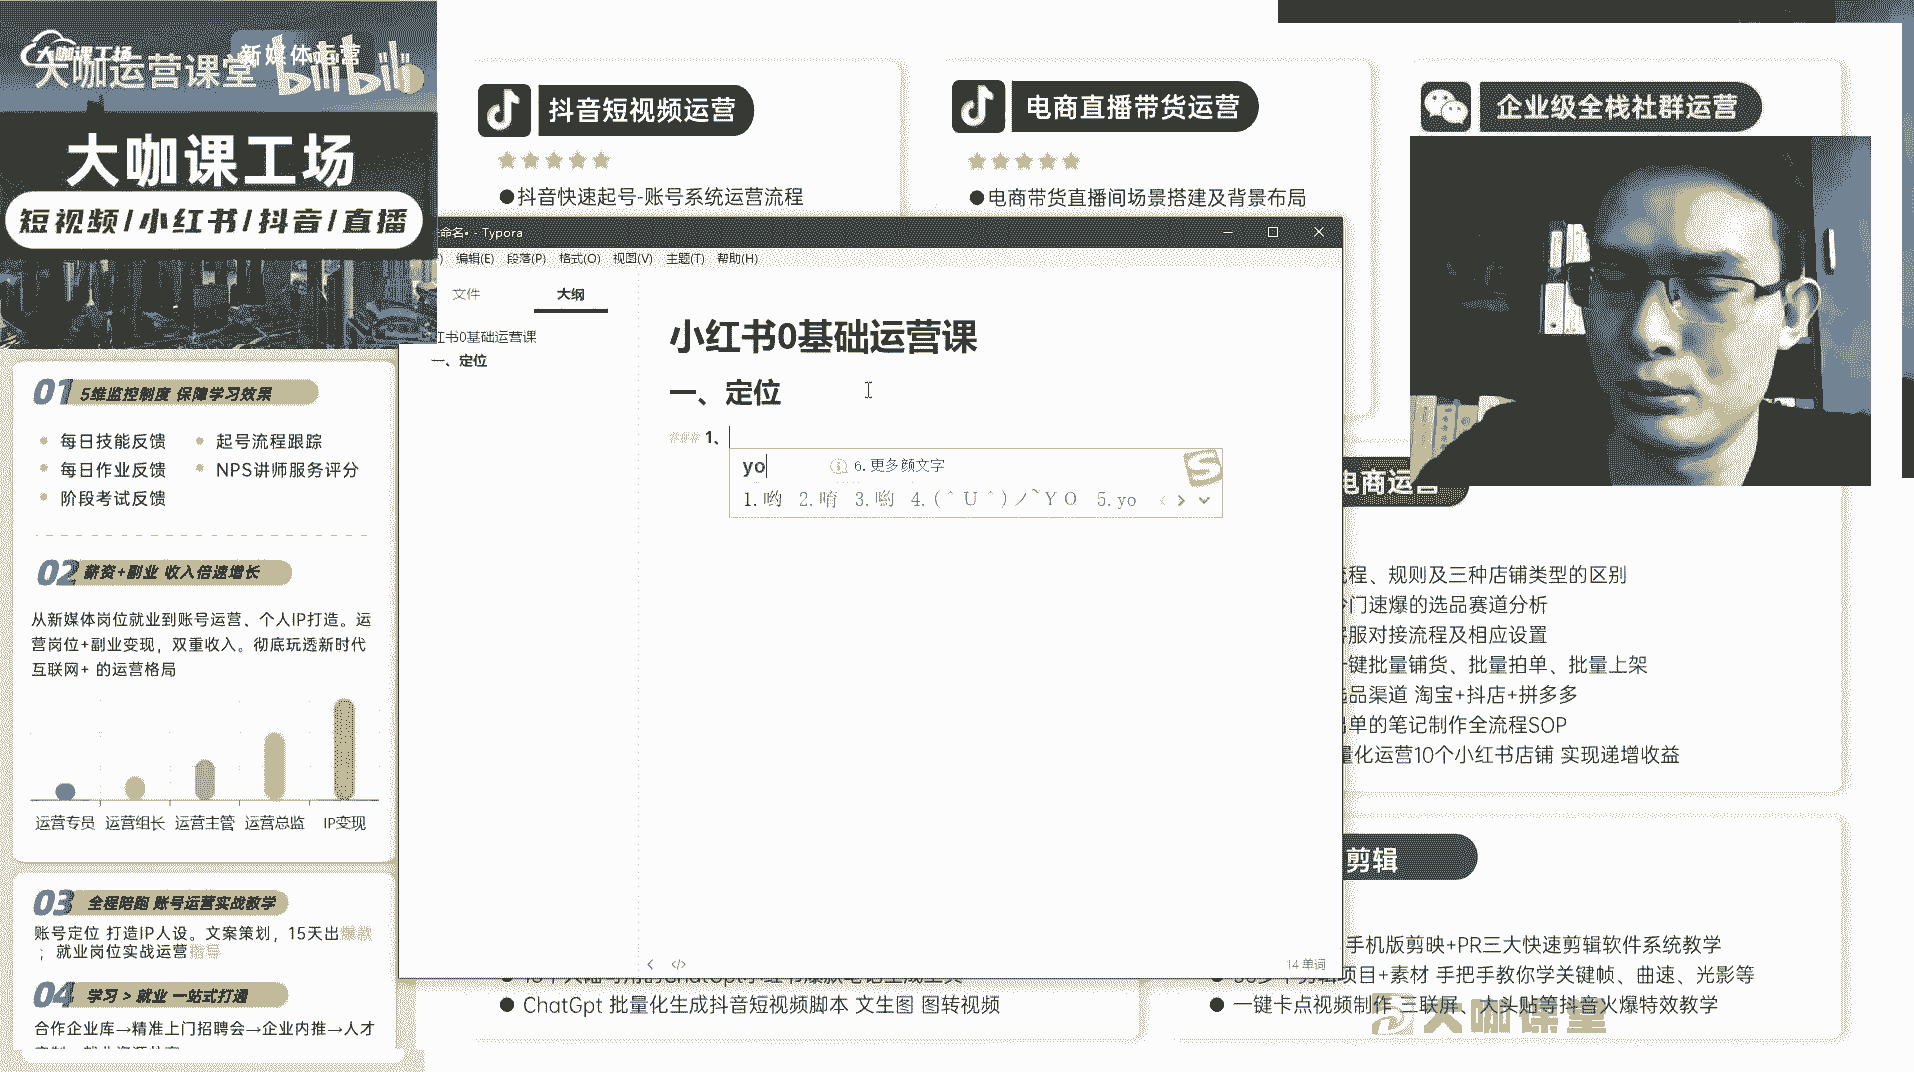 大咖课工场
新媒体运营
大咖运营课堂
bilibili
大咖课工场
短视频/小红书/抖音/直播
01 5维监控制度 保障学习效果
每日技能反馈
起号流程跟踪
每日作业反馈
NPS讲师服务评分
阶段考试反馈
02 薪资+副业 收入倍速增长
从新媒体岗位就业到账号运营、个人IP打造。运
营岗位+副业变现，双重收入。彻底玩透新时代
互联网+ 的运营格局
运营专员 运营组长 运营主管 运营总监 IP变现
03 全程陪跑 账号运营实战教学
账号定位 打造IP人设。文案策划，15天出爆款
；就业岗位实战运营指导
04 学习 > 就业 一站式打通
合作企业库→精准上门招聘会→企业内推→人才
抖音短视频运营
●抖音快速起号-账号系统运营流程
电商直播带货运营
●电商带货直播间场景搭建及背景布局
企业级全栈社群运营
命名• - Typora
编辑(E) 段落(P) 格式(O) 视图(V) 主题(T) 帮助(H)
文件
大纲
红书0基础运营课
一、定位
小红书0基础运营课
一、定位
### 1、
yo
6. 更多颜文字
1. 哟 2. 唷 3. 喲 4. (＾Ｕ＾)ノ~ＹＯ 5. yo
14 单词
电商运营
流程、规则及三种店铺类型的区别
冷门速爆的选品赛道分析
客服对接流程及相应设置
一键批量铺货、批量拍单、批量上架
选品渠道 淘宝+抖店+拼多多
出单的笔记制作全流程SOP
量化运营10个小红书店铺 实现递增收益
剪辑
手机版剪映+PR三大快速剪辑软件系统教学
项目+素材 手把手教你学关键帧、曲速、光影等
● 一键卡点视频制作 三联屏、大头贴等抖音火爆特效教学
● ChatGpt 批量化生成抖音短视频脚本 文生图 图转视频
大咖课堂